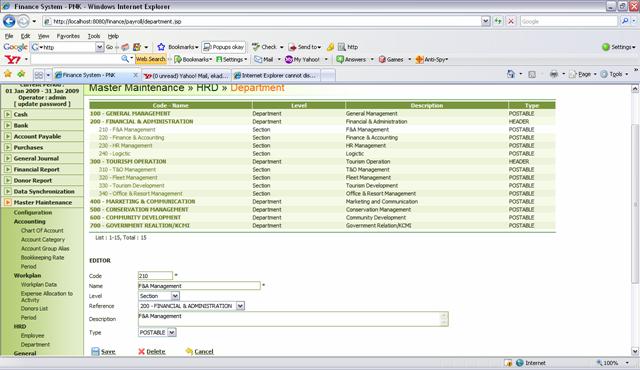 Finance System - PNK - Windows Internet Explorer
http://localhost:8080/finance/payroll/department.jsp
Google
File Edit View Favorites Tools Help
Google http Bookmarks Popups okay Check Send to http Settings
Web Search Bookmarks Settings Mail My Yahoo! Answers Games Anti-Spy
Finance System - PNK (0 unread) Yahoo! Mail, ekad... Internet Explorer cannot dis... Page Tools
Current Period :
01 Jan 2009 - 31 Jan 2009
Operator : admin
[ update password ]
Cash
Bank
Account Payable
Purchases
General Journal
Financial Report
Donor Report
Data Synchronization
Master Maintenance
Configuration
Accounting
Chart Of Account
Account Category
Account Group Alias
Bookkeeping Rate
Period
Workplan
Workplan Data
Expense Allocation to
Activity
Donors List
Period
HRD
Employee
Department
General
Master Maintenance » HRD » Department
Code - Name Level Description Type
100 - GENERAL MANAGEMENT Department General Management POSTABLE
200 - FINANCIAL & ADMINISTRATION Department Financial & Administration HEADER
210 - F&A Management Section F&A Management POSTABLE
220 - Finance & Accounting Section Finance & Accounting POSTABLE
230 - HR Management Section HR Management POSTABLE
240 - Logictic Section Logictic POSTABLE
300 - TOURISM OPERATION Department Tourism Operation HEADER
310 - T&O Management Section T&O Management POSTABLE
320 - Fleet Management Section Fleet Management POSTABLE
330 - Tourism Development Section Tourism Development POSTABLE
340 - Office & Resort Management Section Office & Resort Management POSTABLE
400 - MARKETING & COMMUNICATION Department Marketing and Communication POSTABLE
500 - CONSERVATION MANAGEMENT Department Conservation Management POSTABLE
600 - COMMUNITY DEVELOPMENT Department Community Development POSTABLE
700 - GOVERNMENT REALTION/KCMI Department Government Relation/KCMI POSTABLE
List : 1-15, Total : 15
EDITOR
Code 210 *
Name F&A Management *
Level Section
Reference 200 - FINANCIAL & ADMINISTRATION
Description F&A Management
Type POSTABLE
Save Delete Cancel
Internet 100%